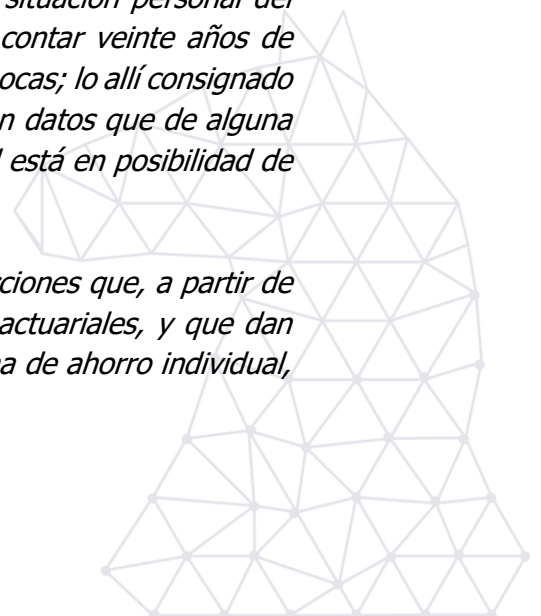 situación personal del
contar veinte años de
ocas; lo allí consignado
n datos que de alguna
está en posibilidad de
ciones que, a partir de
actuariales, y que dan
a de ahorro individual,